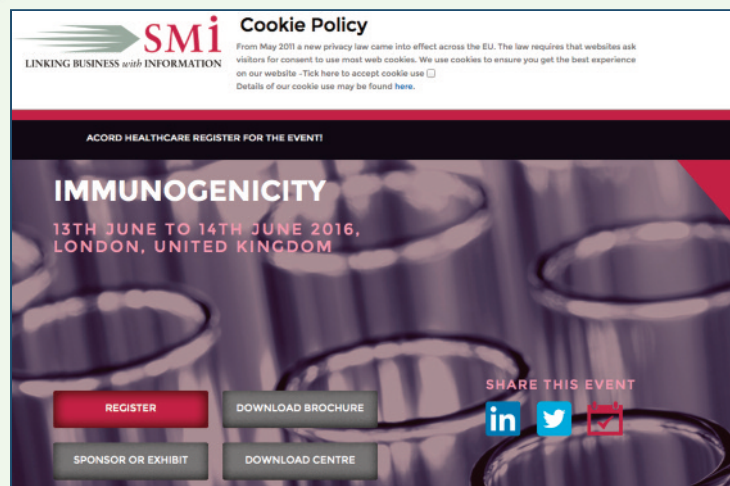 SMi
LINKING BUSINESS with INFORMATION
Cookie Policy
From May 2011 a new privacy law came into effect across the EU. The law requires that websites ask
visitors for consent to use most web cookies. We use cookies to ensure you get the best experience
on our website -Tick here to accept cookie use
Details of our cookie use may be found here.
ACORD HEALTHCARE REGISTER FOR THE EVENT!
IMMUNOGENICITY
13TH JUNE TO 14TH JUNE 2016,
LONDON, UNITED KINGDOM
SHARE THIS EVENT
REGISTER
DOWNLOAD BROCHURE
in
SPONSOR OR EXHIBIT
DOWNLOAD CENTRE